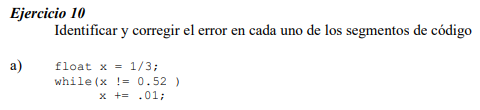 Ejercicio 10
Identificar y corregir el error en cada uno de los segmentos de código
a) float x = 1/3;
while(x != 0.52 )
x += .01;